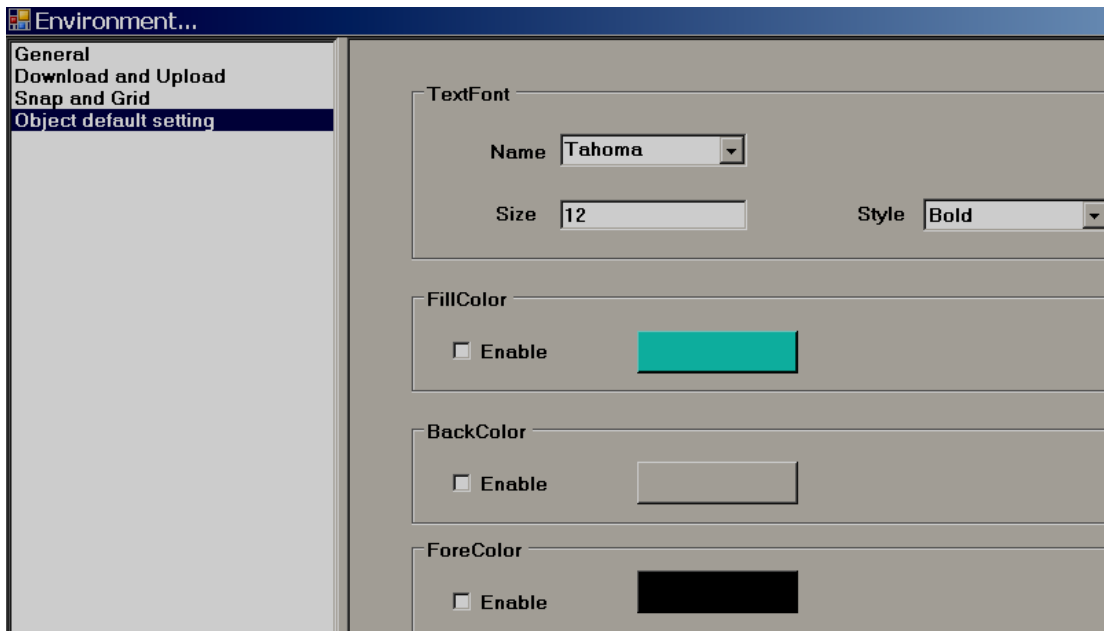 Environment...
General
Download and Upload
Snap and Grid
Object default setting
TextFont
Name Tahoma
Size 12 Style Bold
FillColor
Enable
BackColor
Enable
ForeColor
Enable